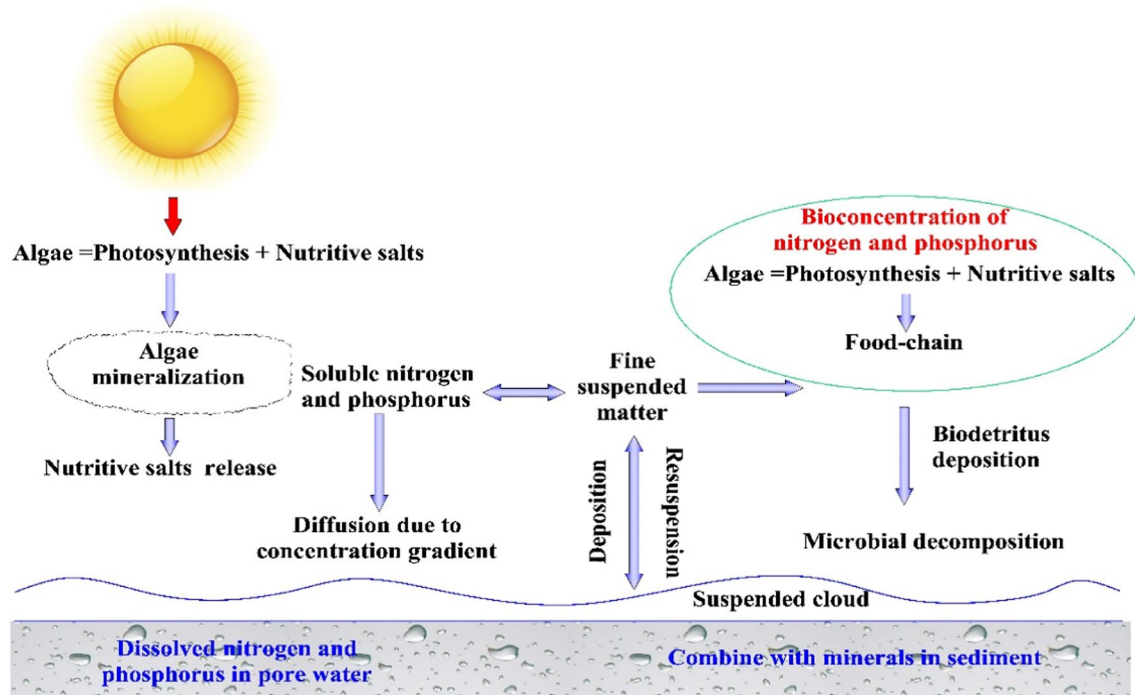 Algae =Photosynthesis + Nutritive salts
Algae
mineralization
Nutritive salts release
Soluble nitrogen
and phosphorus
Diffusion due to
concentration gradient
Fine
suspended
matter
Deposition
Resuspension
Bioconcentration of
nitrogen and phosphorus
Algae =Photosynthesis + Nutritive salts
Food-chain
Biodetritus
deposition
Microbial decomposition
Suspended cloud
Dissolved nitrogen and
phosphorus in pore water
Combine with minerals in sediment